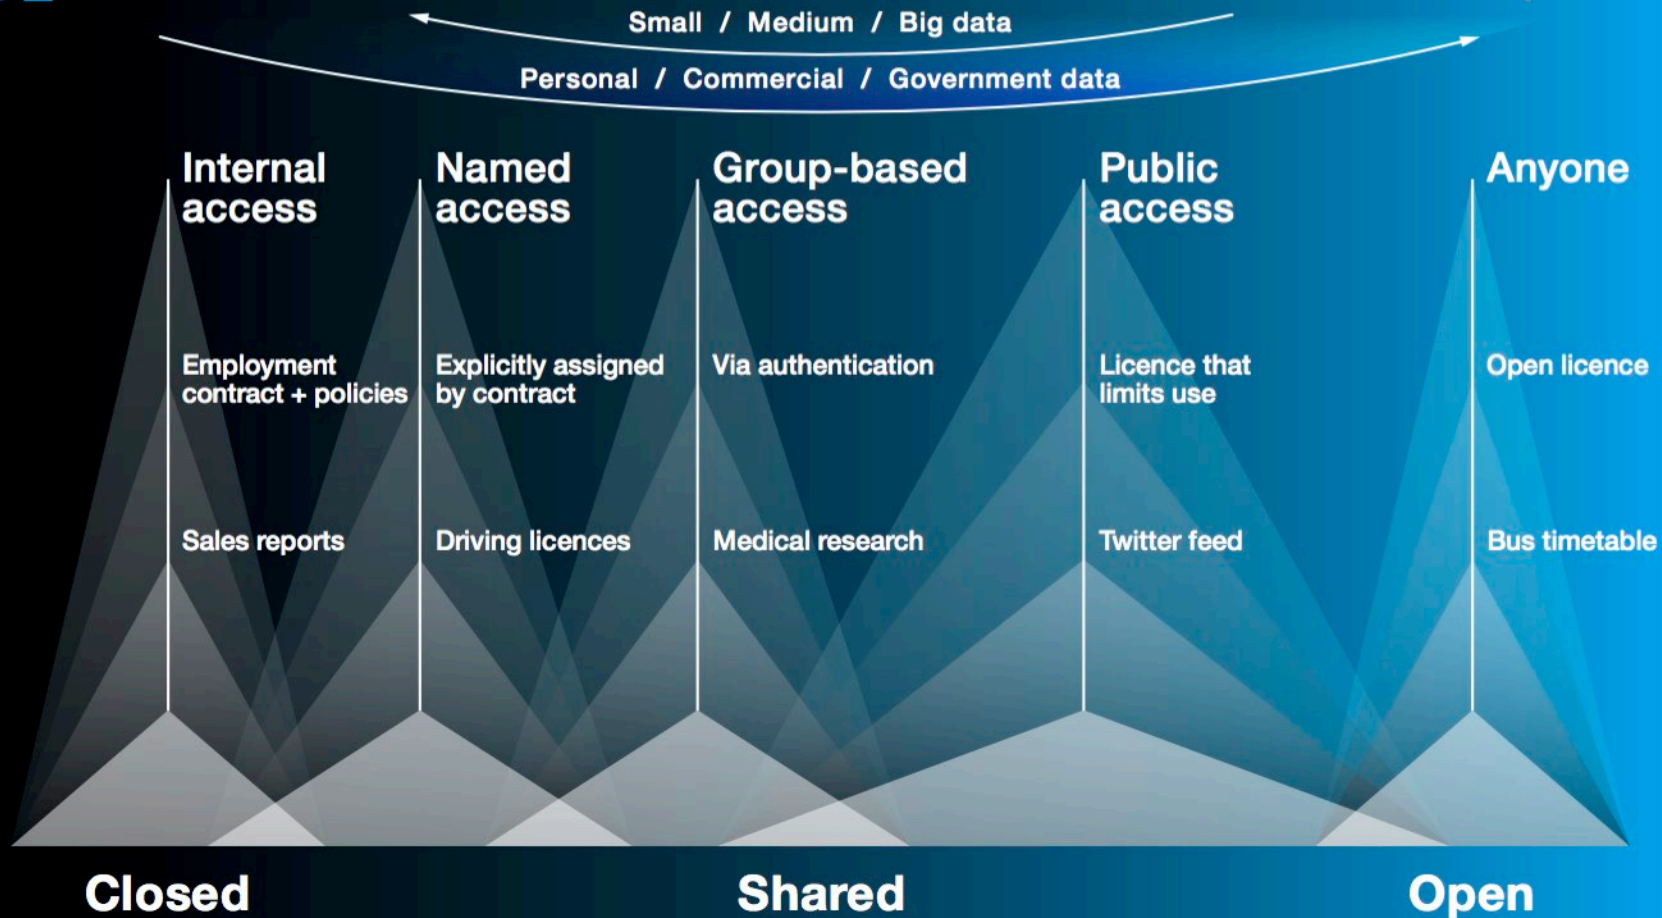 Small / Medium / Big data
Personal / Commercial / Government data
Internal
access
Named
access
Group-based
access
Public
access
Anyone
Employment
contract + policies
Explicitly assigned
by contract
Via authentication
Licence that
limits use
Open licence
Sales reports
Driving licences
Medical research
Twitter feed
Bus timetable
Closed
Shared
Open